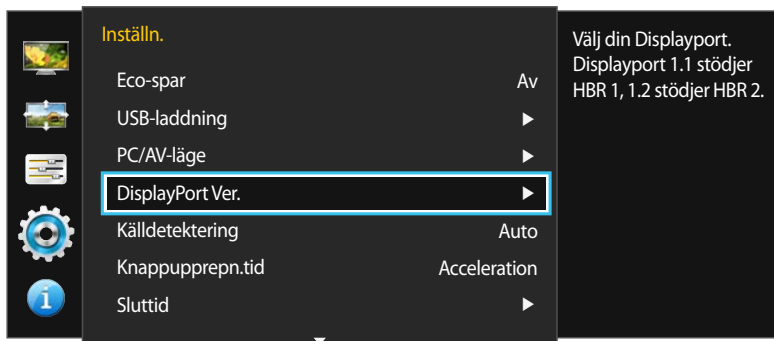 Inställn.
Eco-spar Av
USB-laddning
PC/AV-läge
DisplayPort Ver.
Källdetektering Auto
Knappupprepn.tid Acceleration
Sluttid
Välj din Displayport.
Displayport 1.1 stödjer
HBR 1, 1.2 stödjer HBR 2.